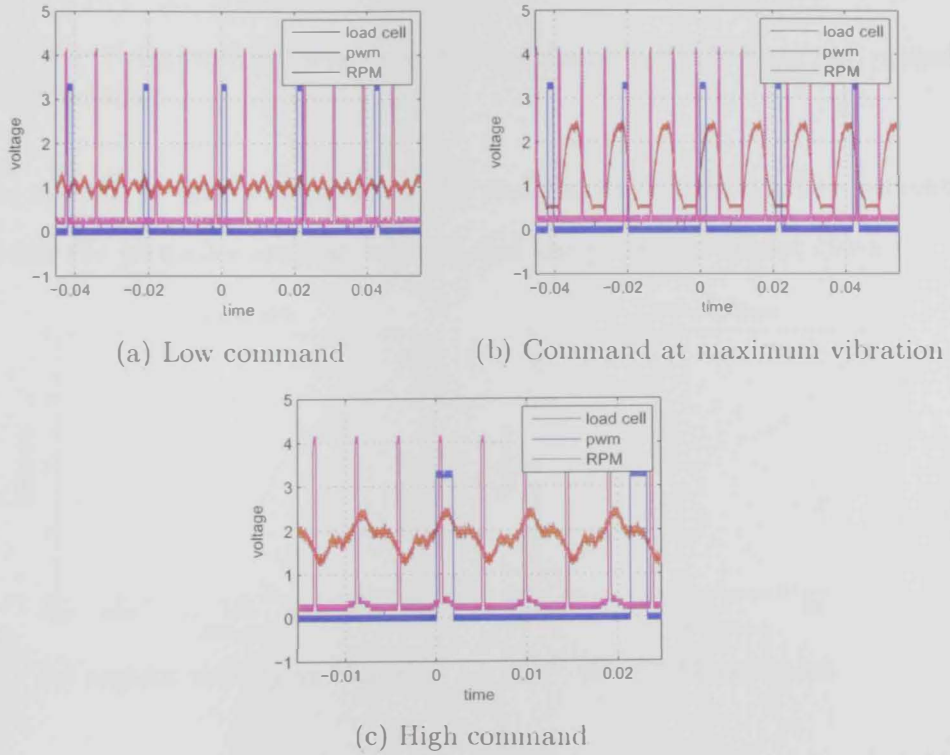 load cell
pwm
RPM
5
4
3
2
1
0
−1
voltage
−0.04 −0.02 0 0.02 0.04
time
(a) Low command
load cell
pwm
RPM
5
4
3
2
1
0
−1
voltage
−0.04 −0.02 0 0.02 0.04
time
(b) Command at maximum vibration
load cell
pwm
RPM
5
4
3
2
1
0
−1
voltage
−0.01 0 0.01 0.02
time
(c) High command